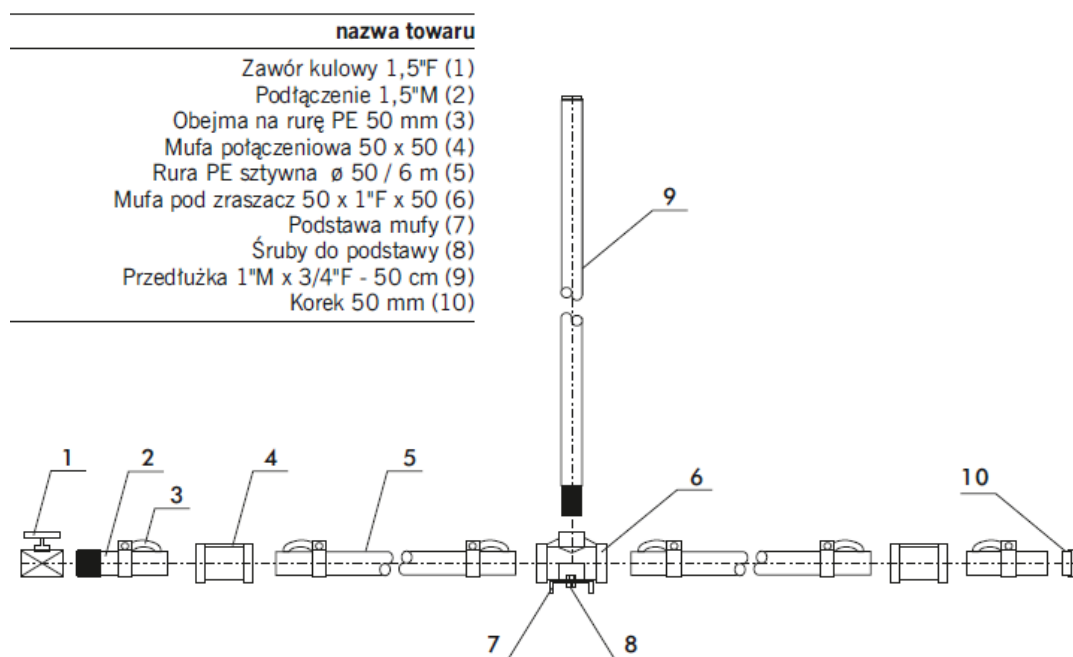 nazwa towaru
Zawór kulowy 1,5"F (1)
Podłączenie 1,5"M (2)
Obejma na rurę PE 50 mm (3)
Mufa połączeniowa 50 x 50 (4)
Rura PE sztywna ø 50 / 6 m (5)
Mufa pod zraszacz 50 x 1"F x 50 (6)
Podstawa mufy (7)
Śruby do podstawy (8)
Przedłużka 1"M x 3/4"F - 50 cm (9)
Korek 50 mm (10)
9
1
2
3
4
5
6
10
7
8